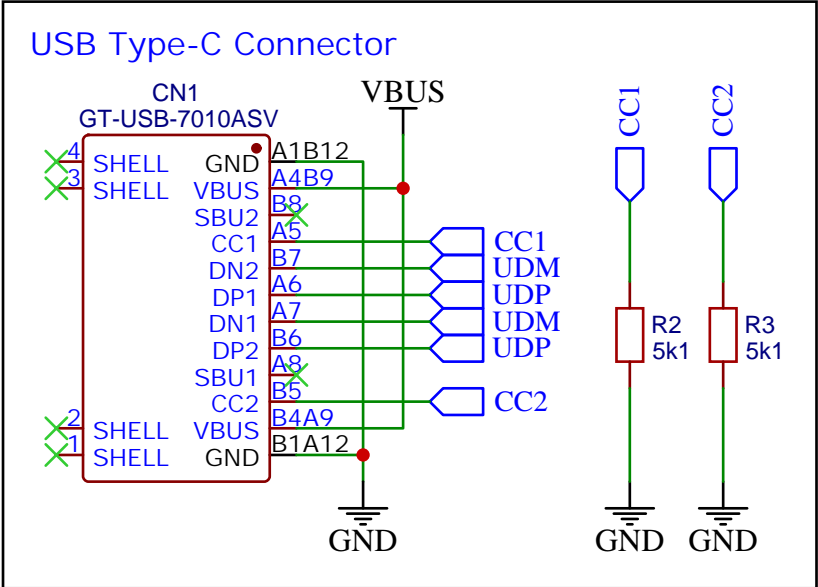 USB Type-C Connector
CN1
GT-USB-7010ASV
VBUS
CC1
CC2
4 SHELL GND A1B12
3 SHELL VBUS A4B9
SBU2 B8
CC1 A5 CC1
DN2 B7 UDM
DP1 A6 UDP
DN1 A7 UDM
DP2 B6 UDP
SBU1 A8
CC2 B5 CC2
2 SHELL VBUS B4A9
1 SHELL GND B1A12
R2
5k1
R3
5k1
GND
GND
GND